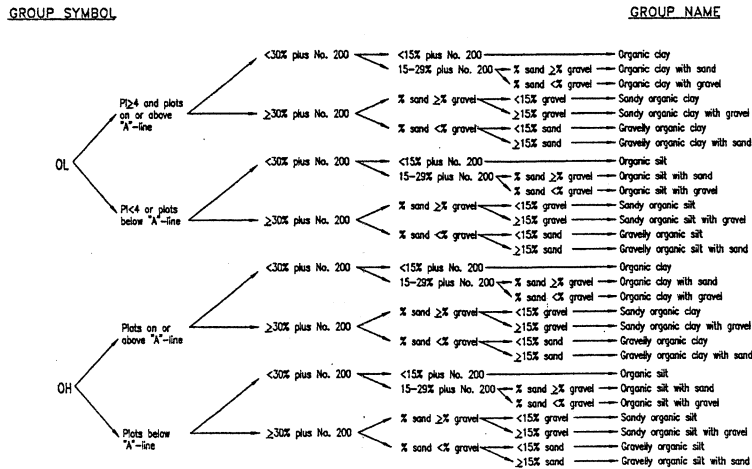 GROUP SYMBOL GROUP NAME
<30% plus No. 200 <15% plus No. 200 Organic clay
15-29% plus No. 200 % sand ≥% gravel Organic clay with sand
% sand <% gravel Organic clay with gravel
PI≥4 and plots
on or above
"A"-line
≥30% plus No. 200 % sand ≥% gravel <15% gravel Sandy organic clay
≥15% gravel Sandy organic clay with gravel
% sand <% gravel <15% sand Gravelly organic clay
≥15% sand Gravelly organic clay with sand
OL
<30% plus No. 200 <15% plus No. 200 Organic silt
15-29% plus No. 200 % sand ≥% gravel Organic silt with sand
% sand <% gravel Organic silt with gravel
PI<4 or plots
below "A"-line
≥30% plus No. 200 % sand ≥% gravel <15% gravel Sandy organic silt
≥15% gravel Sandy organic silt with gravel
% sand <% gravel <15% sand Gravelly organic silt
≥15% sand Gravelly organic silt with sand
<30% plus No. 200 <15% plus No. 200 Organic clay
15-29% plus No. 200 % sand ≥% gravel Organic clay with sand
% sand <% gravel Organic clay with gravel
Plots on or
above "A"-line
≥30% plus No. 200 % sand ≥% gravel <15% gravel Sandy organic clay
≥15% gravel Sandy organic clay with gravel
% sand <% gravel <15% sand Gravelly organic clay
≥15% sand Gravelly organic clay with sand
OH
<30% plus No. 200 <15% plus No. 200 Organic silt
15-29% plus No. 200 % sand ≥% gravel Organic silt with sand
% sand <% gravel Organic silt with gravel
Plots below
"A"-line
≥30% plus No. 200 % sand ≥% gravel <15% gravel Sandy organic silt
≥15% gravel Sandy organic silt with gravel
% sand <% gravel <15% sand Gravelly organic silt
≥15% sand Gravelly organic silt with sand